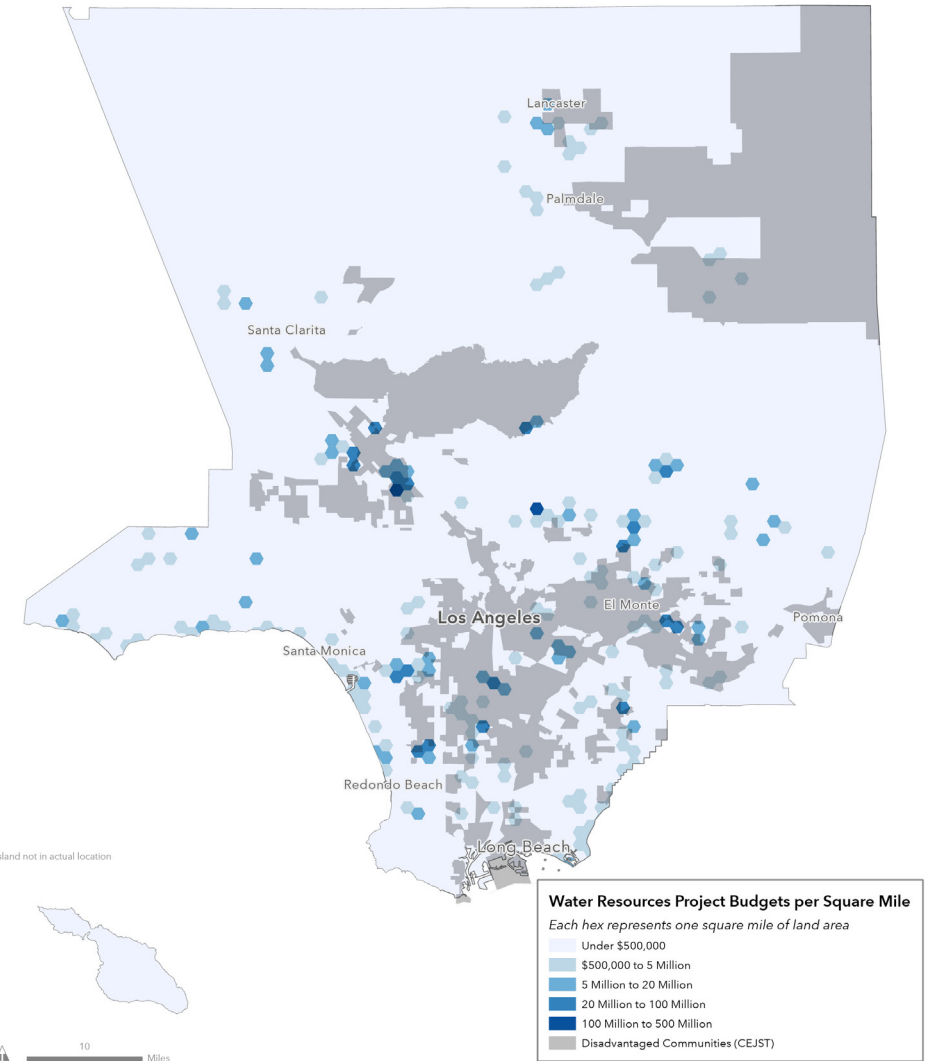 Lancaster
Palmdale
Santa Clarita
El Monte
Los Angeles
Pomona
Santa Monica
Redondo Beach
Long Beach
sland not in actual location
Water Resources Project Budgets per Square Mile
Each hex represents one square mile of land area
Under $500,000
$500,000 to 5 Million
5 Million to 20 Million
20 Million to 100 Million
100 Million to 500 Million
Disadvantaged Communities (CEJST)
10
Miles